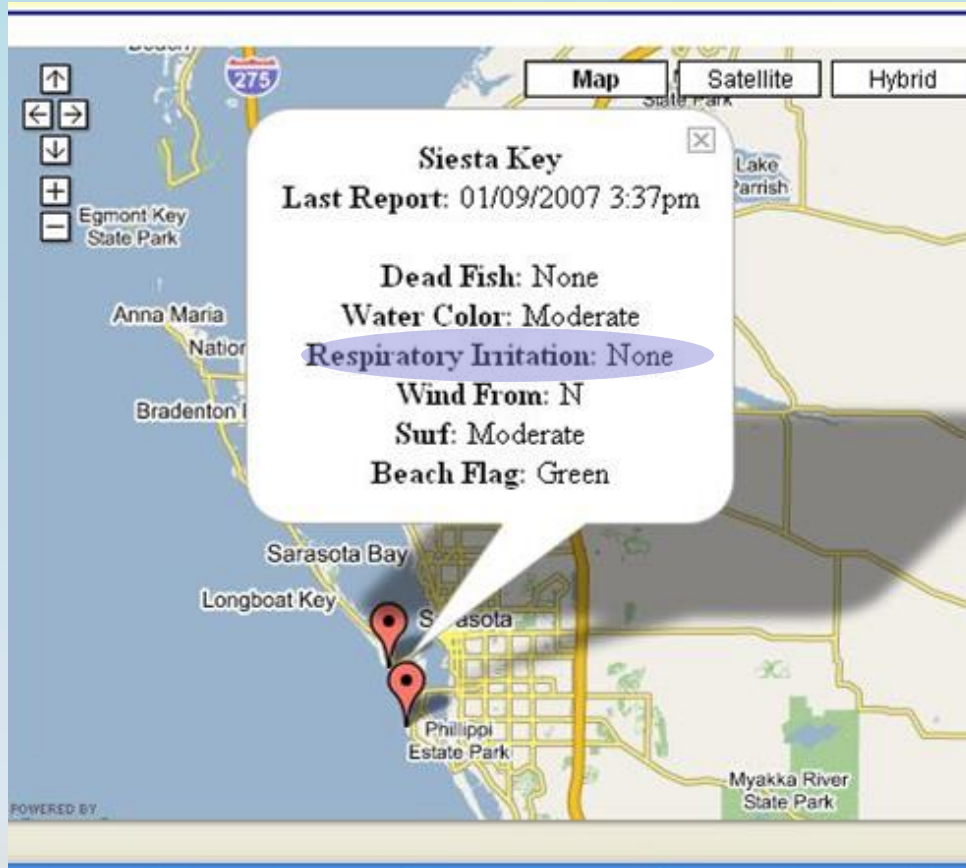 275
Map
Satellite
Hybrid
State Park
Siesta Key
Last Report: 01/09/2007 3:37pm
Lake
Parrish
Egmont Key
State Park
Dead Fish: None
Anna Maria
Water Color: Moderate
Respiratory Irritation: None
Wind From: N
Bradenton
Surf: Moderate
Beach Flag: Green
Sarasota Bay
Longboat Key
Sarasota
Phillippi
Estate Park
Myakka River
State Park
POWERED BY